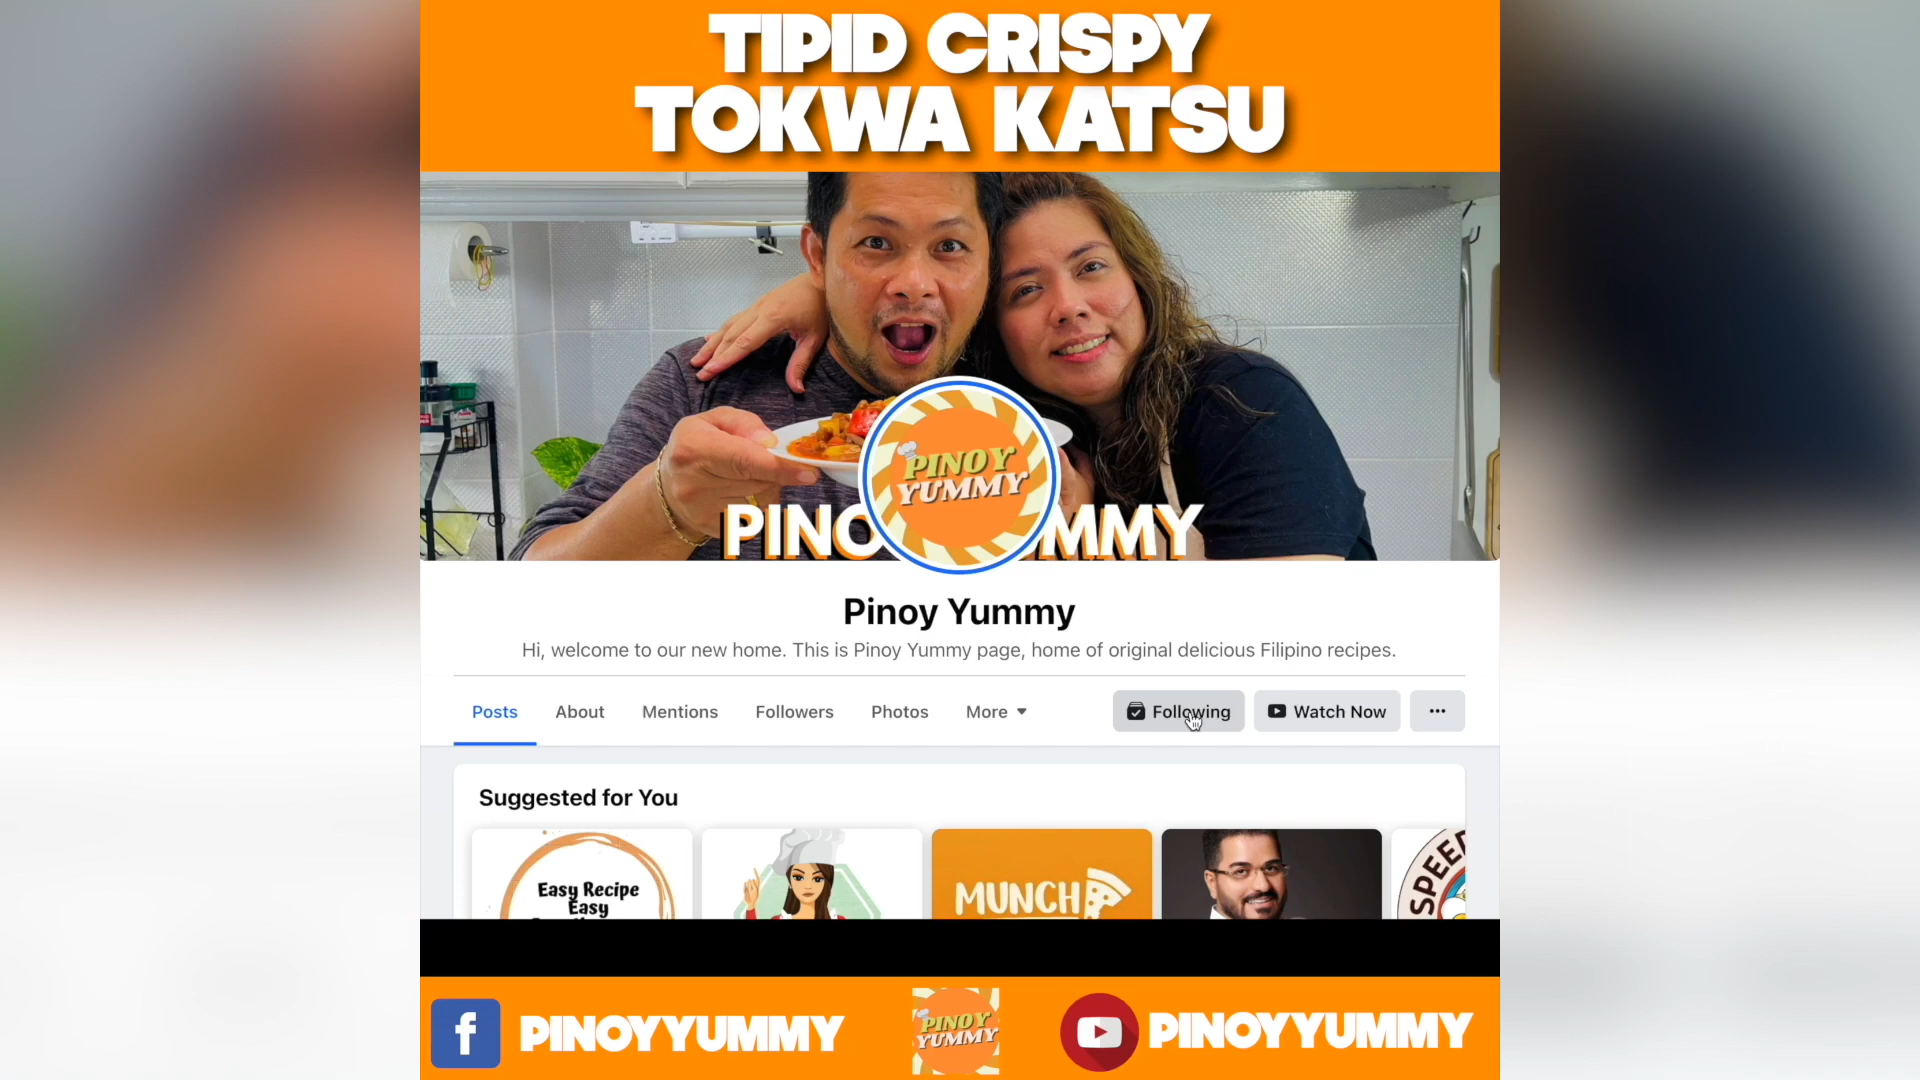 TIPID CRISPY
TOKWA KATSU
PINOY
YUMMY
Pinoy Yummy
Hi, welcome to our new home. This is Pinoy Yummy page, home of original delicious Filipino recipes.
Posts About Mentions Followers Photos More Following Watch Now
Suggested for You
Easy Recipe
Easy
MUNCH
SPEED
PINOYYUMMY
PINOY
YUMMY
PINOYYUMMY